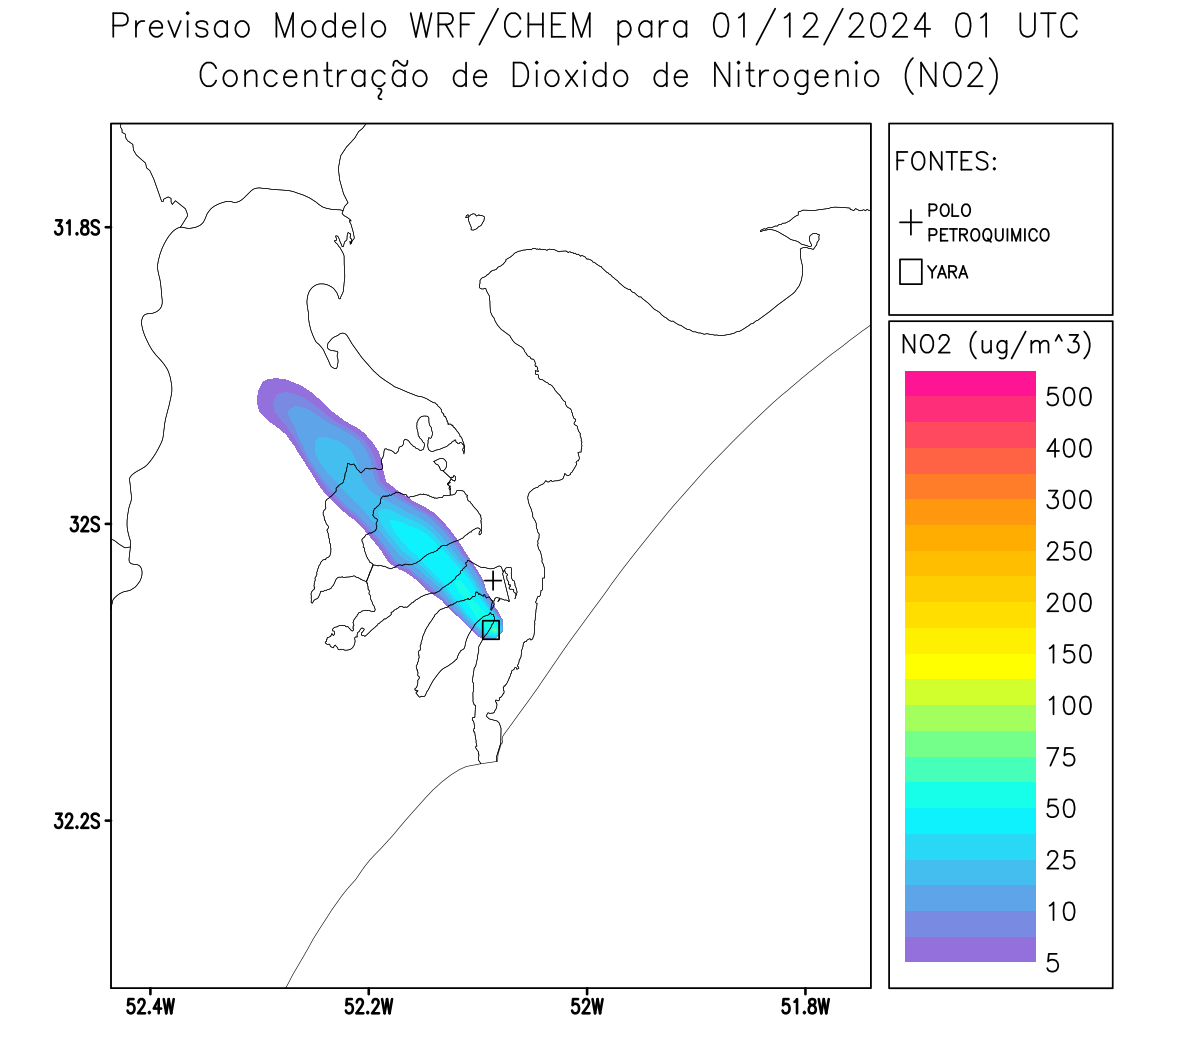 Previsao Modelo WRF/CHEM para 01/12/2024 01 UTC
Concentração de Dioxido de Nitrogenio (NO2)
FONTES:
POLO
PETROQUIMICO
YARA
NO2 (ug/m^3)
500
400
300
250
200
150
100
75
50
25
10
5
31.8S
32S
32.2S
52.4W
52.2W
52W
51.8W